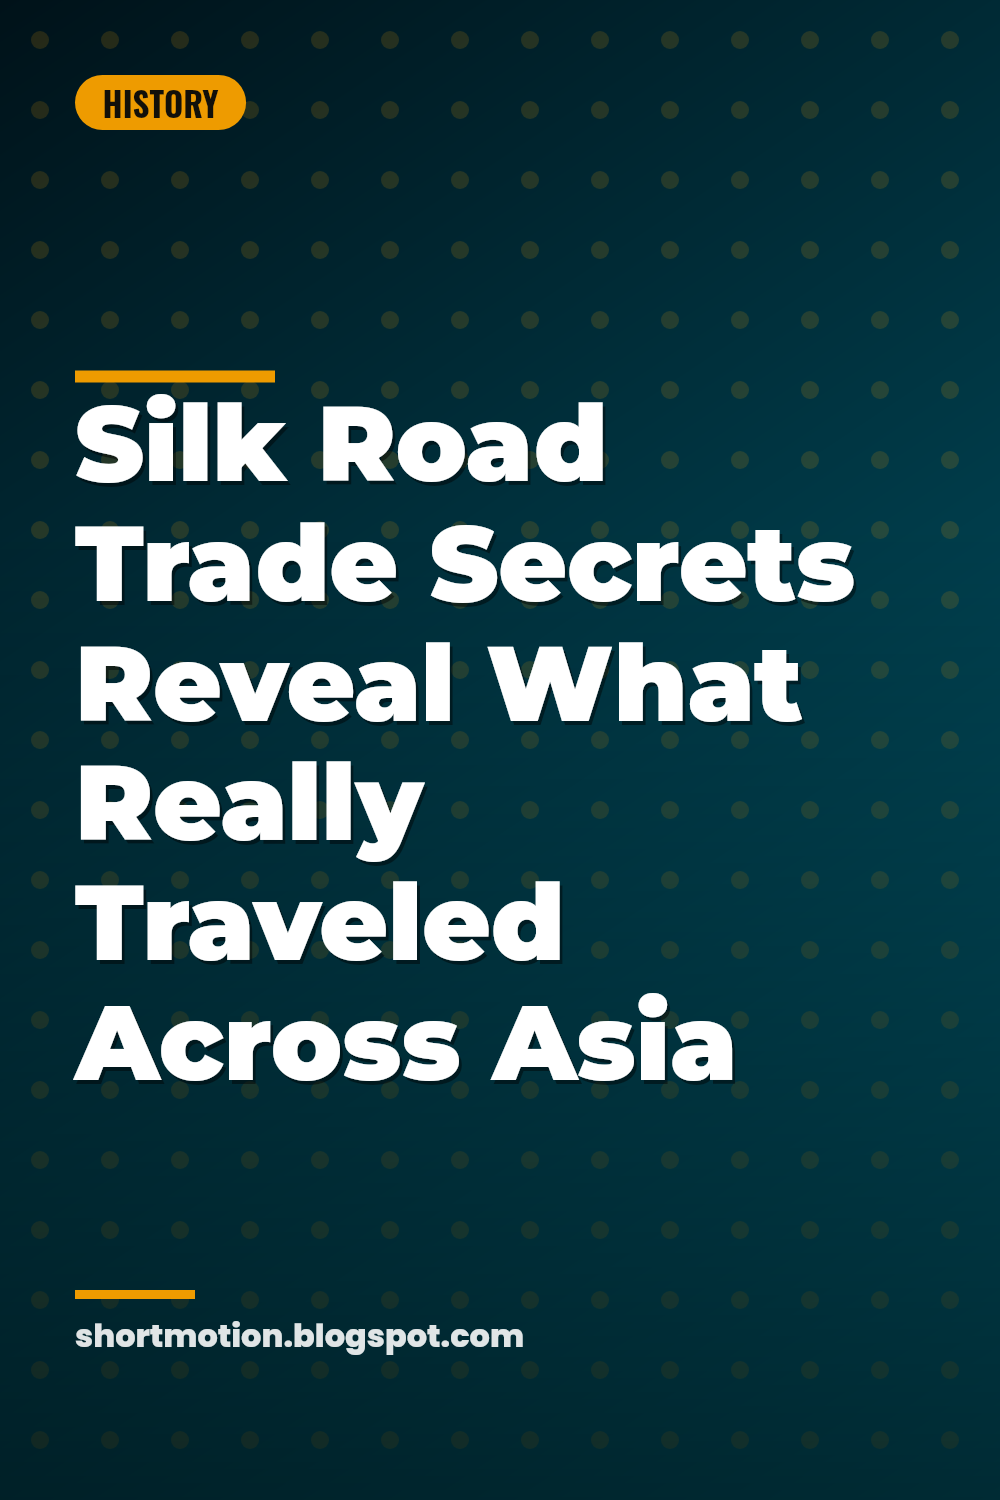 HISTORY
Silk Road
Trade Secrets
Reveal What
Really
Traveled
Across Asia
shortmotion.blogspot.com